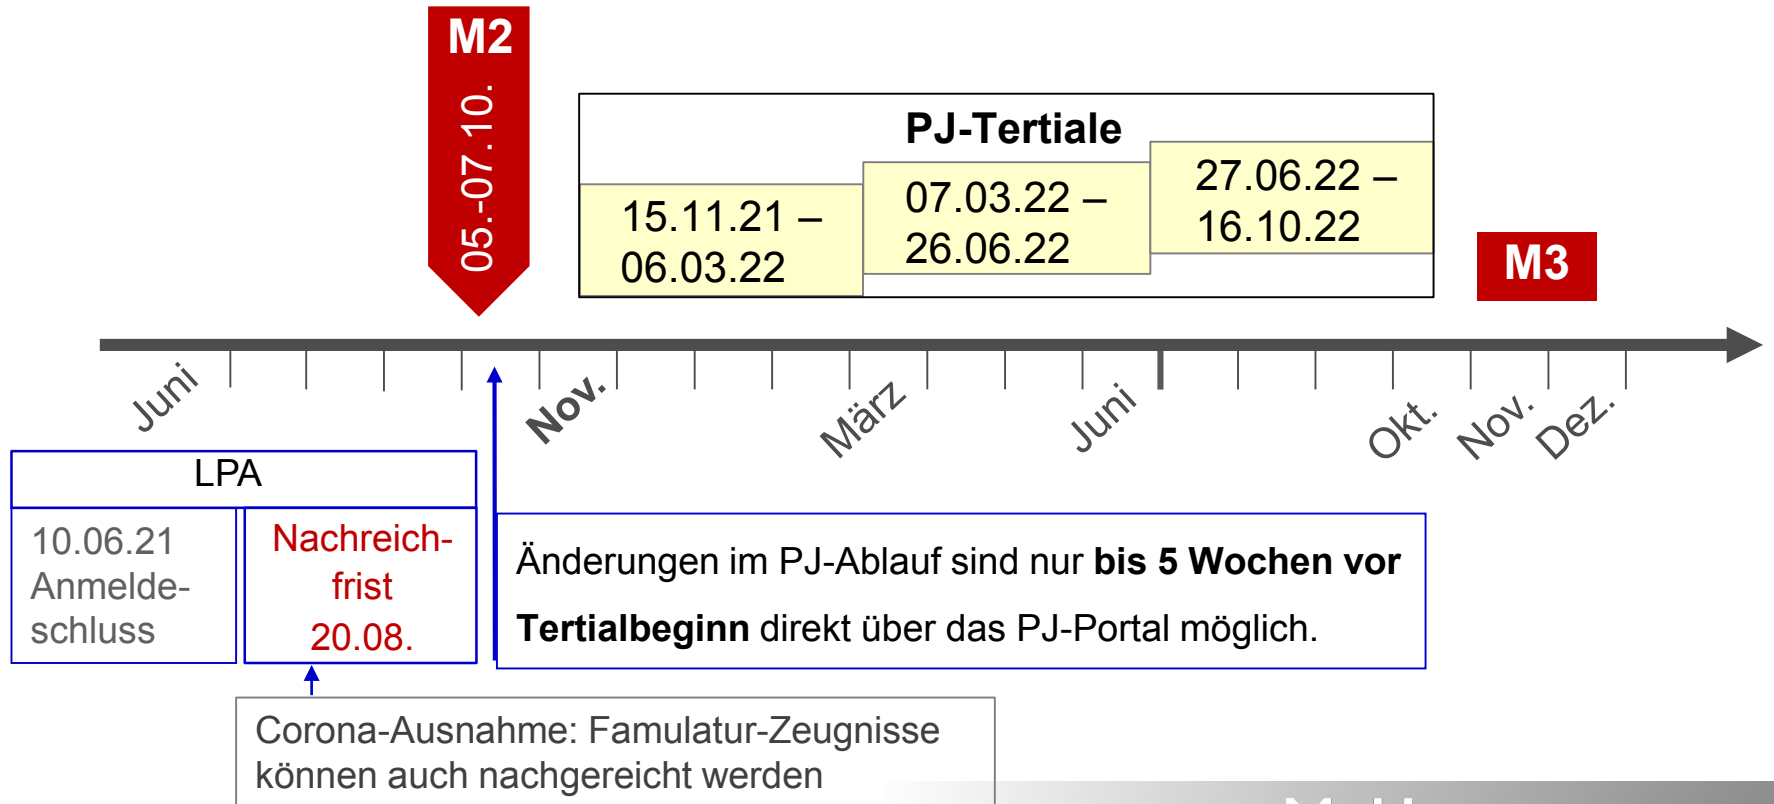 M2
05.-07.10.
PJ-Tertiale
15.11.21 –
06.03.22
07.03.22 –
26.06.22
27.06.22 –
16.10.22
M3
Juni
Nov.
März
Juni
Okt.
Nov.
Dez.
LPA
10.06.21
Anmelde-
schluss
Nachreich-
frist
20.08.
Änderungen im PJ-Ablauf sind nur bis 5 Wochen vor
Tertialbeginn direkt über das PJ-Portal möglich.
Corona-Ausnahme: Famulatur-Zeugnisse
können auch nachgereicht werden